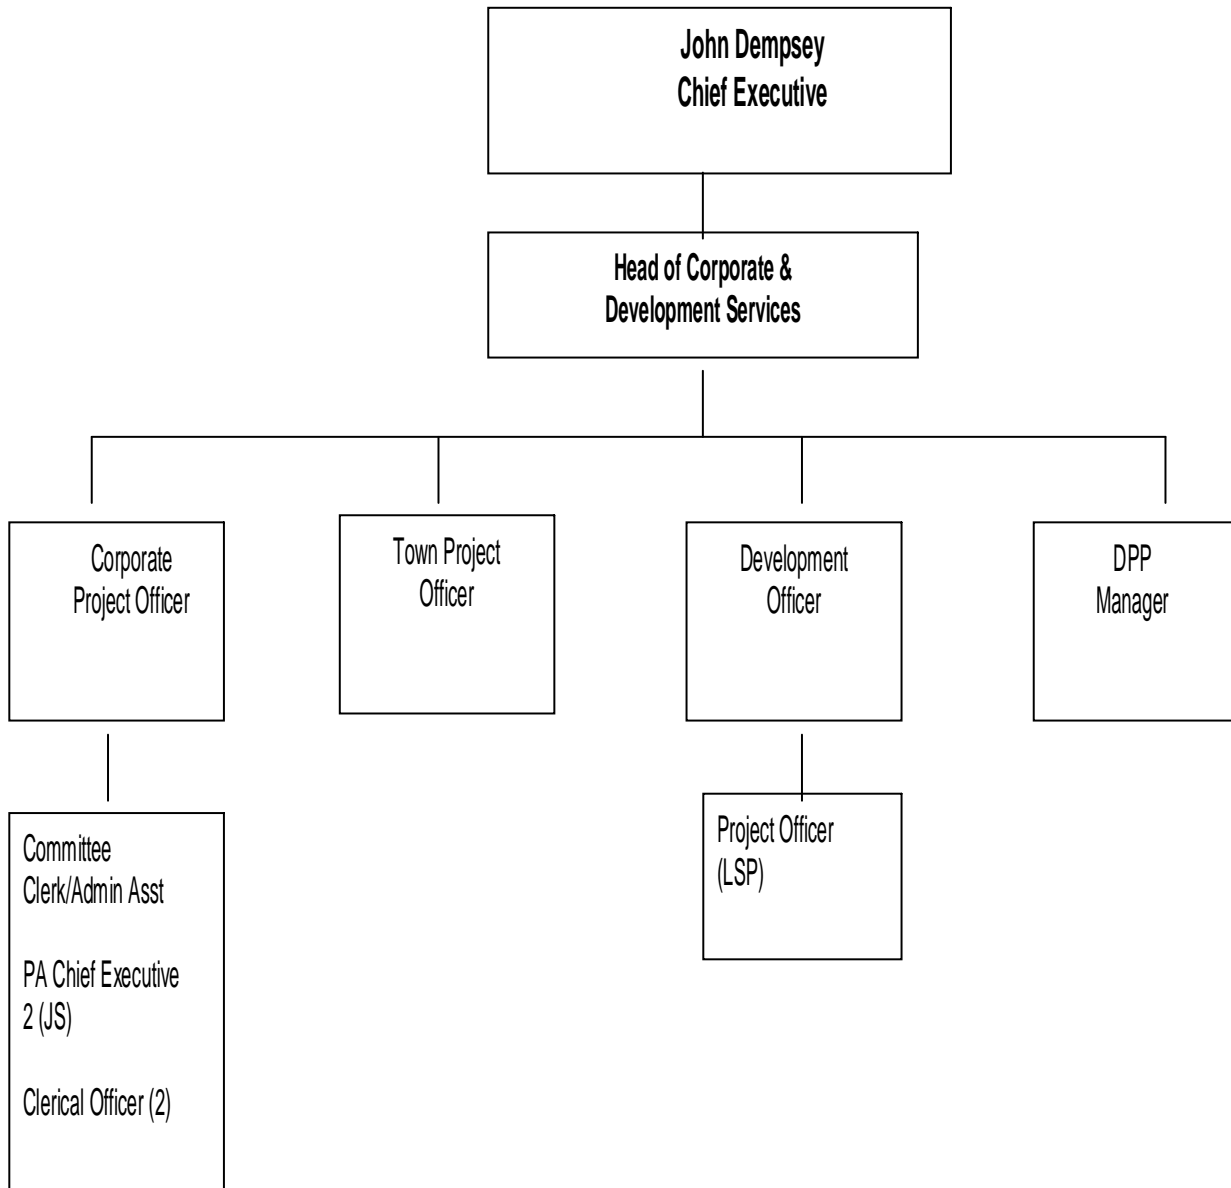 John Dempsey
Chief Executive
Head of Corporate &
Development Services
Corporate
Project Officer
Town Project
Officer
Development
Officer
DPP
Manager
Committee
Clerk/Admin Asst
PA Chief Executive
2 (JS)
Clerical Officer (2)
Project Officer
(LSP)